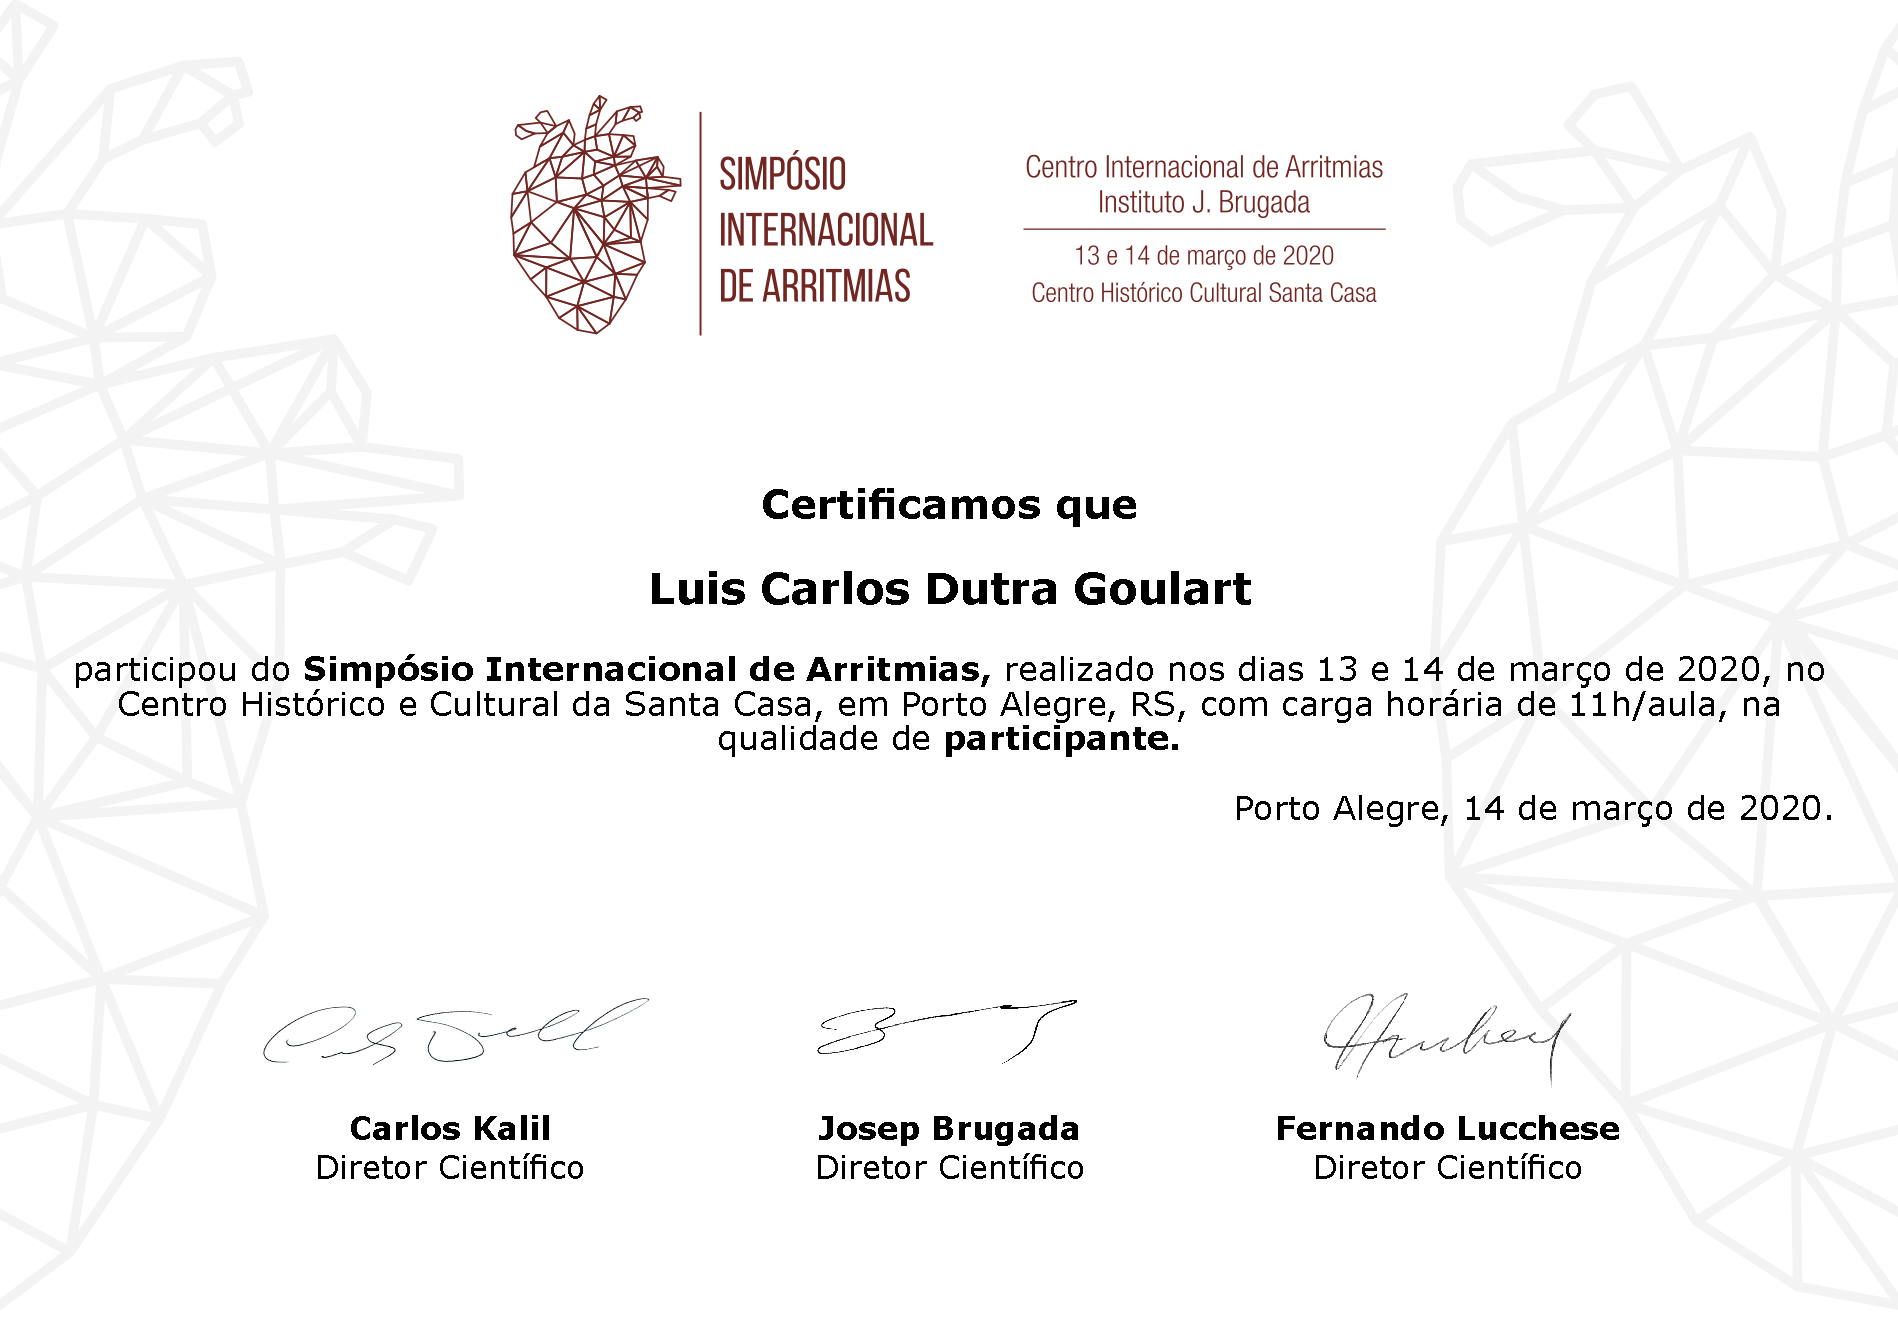 SIMPÓSIO
INTERNACIONAL
DE ARRITMIAS
Centro Internacional de Arritmias
Instituto J. Brugada
13 e 14 de março de 2020
Centro Histórico Cultural Santa Casa
Certificamos que
Luis Carlos Dutra Goulart
participou do Simpósio Internacional de Arritmias, realizado nos dias 13 e 14 de março de 2020, no
Centro Histórico e Cultural da Santa Casa, em Porto Alegre, RS, com carga horária de 11h/aula, na
qualidade de participante.
Porto Alegre, 14 de março de 2020.
Carlos Kalil
Diretor Científico
Josep Brugada
Diretor Científico
Fernando Lucchese
Diretor Científico